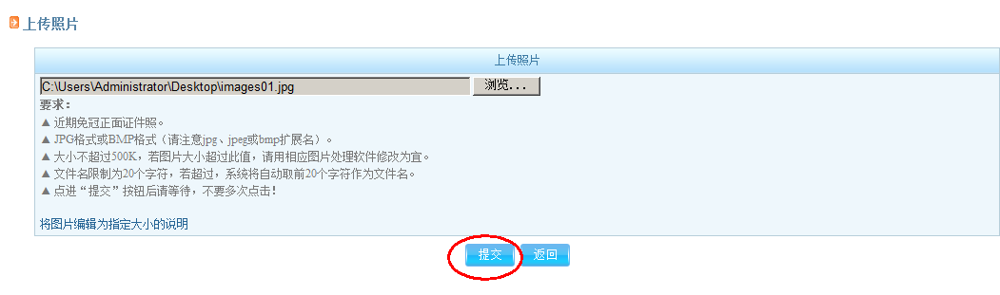 上传照片
上传照片
C:\Users\Administrator\Desktop\images01.jpg 浏览...
要求：
▲ 近期免冠正面证件照。
▲ JPG格式或BMP格式（请注意jpg、jpeg或bmp扩展名）。
▲ 大小不超过500K，若图片大小超过此值，请用相应图片处理软件修改为宜。
▲ 文件名限制为20个字符，若超过，系统将自动取前20个字符作为文件名。
▲ 点进“提交”按钮后请等待，不要多次点击！
将图片编辑为指定大小的说明
提交 返回